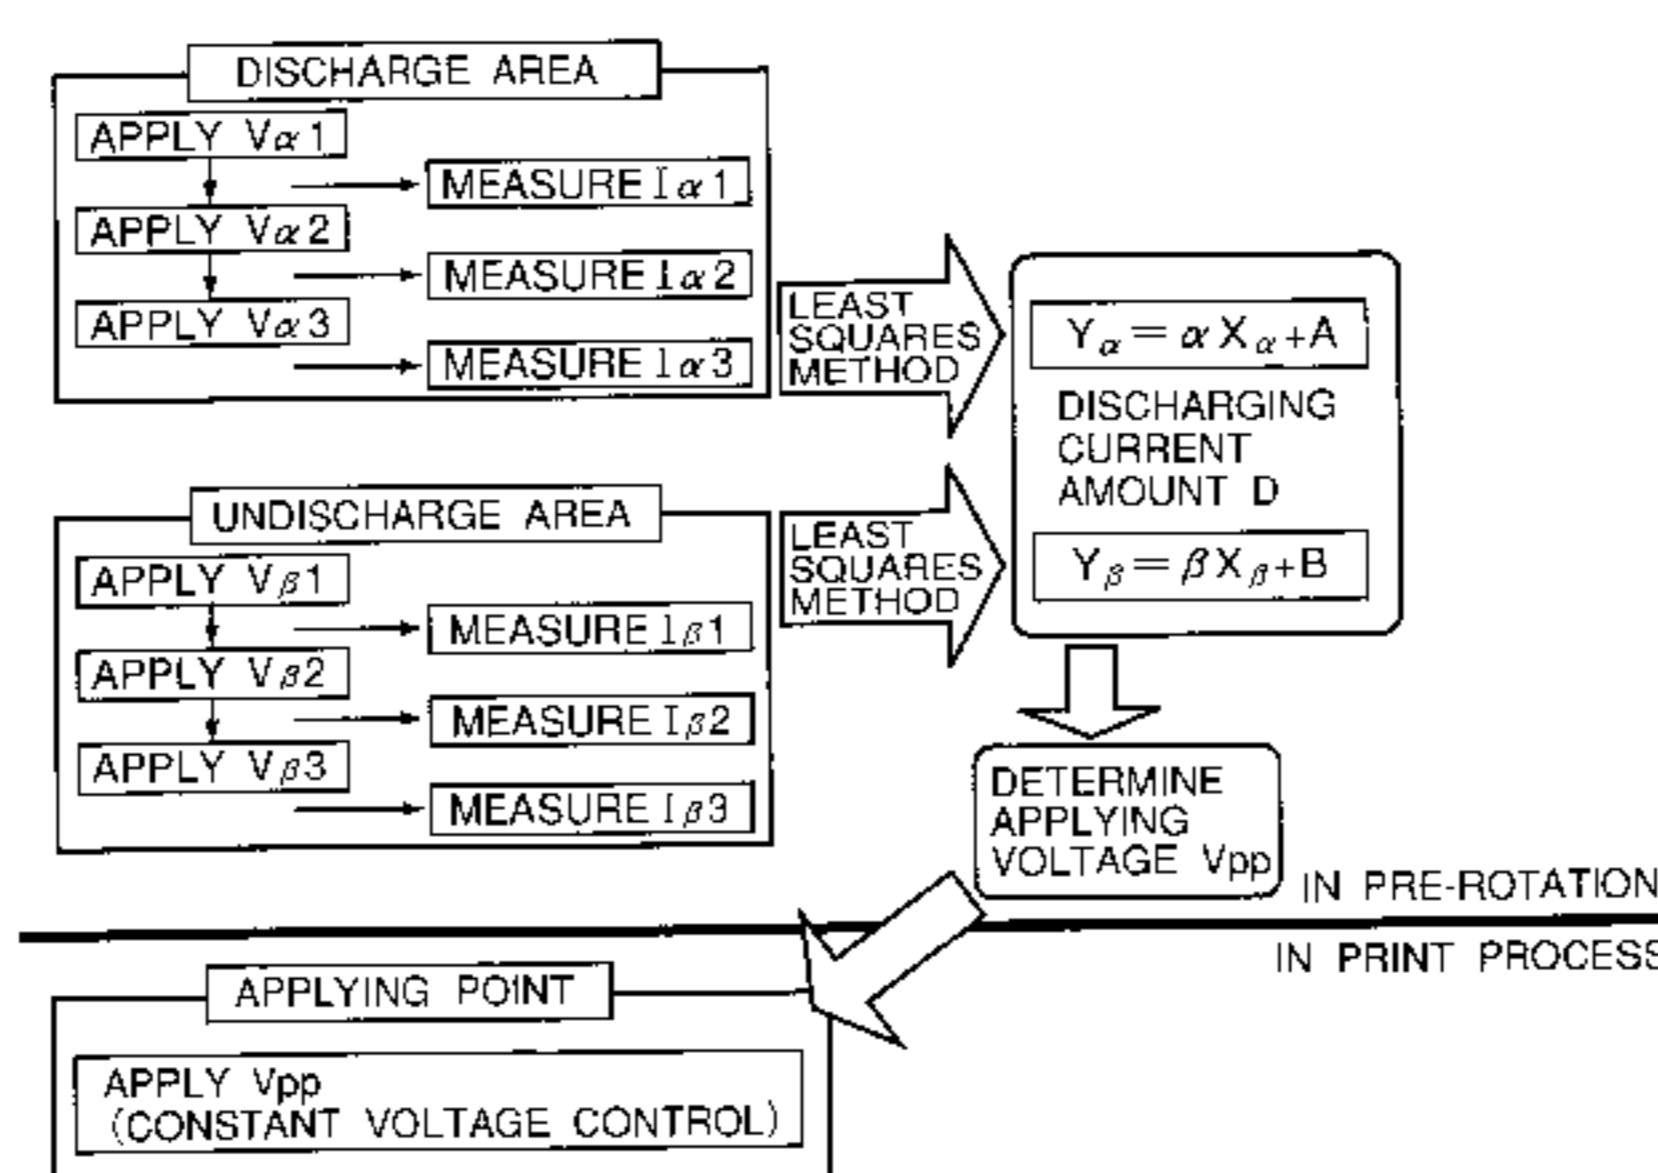 DISCHARGE AREA
APPLY Vα1
MEASURE Iα1
APPLY Vα2
MEASURE Iα2
APPLY Vα3
MEASURE Iα3
LEAST
SQUARES
METHOD
Yα=αXα+A
DISCHARGING
CURRENT
AMOUNT D
Yβ=βXβ+B
UNDISCHARGE AREA
APPLY Vβ1
MEASURE Iβ1
APPLY Vβ2
MEASURE Iβ2
APPLY Vβ3
MEASURE Iβ3
LEAST
SQUARES
METHOD
DETERMINE
APPLYING
VOLTAGE Vpp
IN PRE-ROTATION
IN PRINT PROCESS
APPLYING POINT
APPLY Vpp
(CONSTANT VOLTAGE CONTROL)